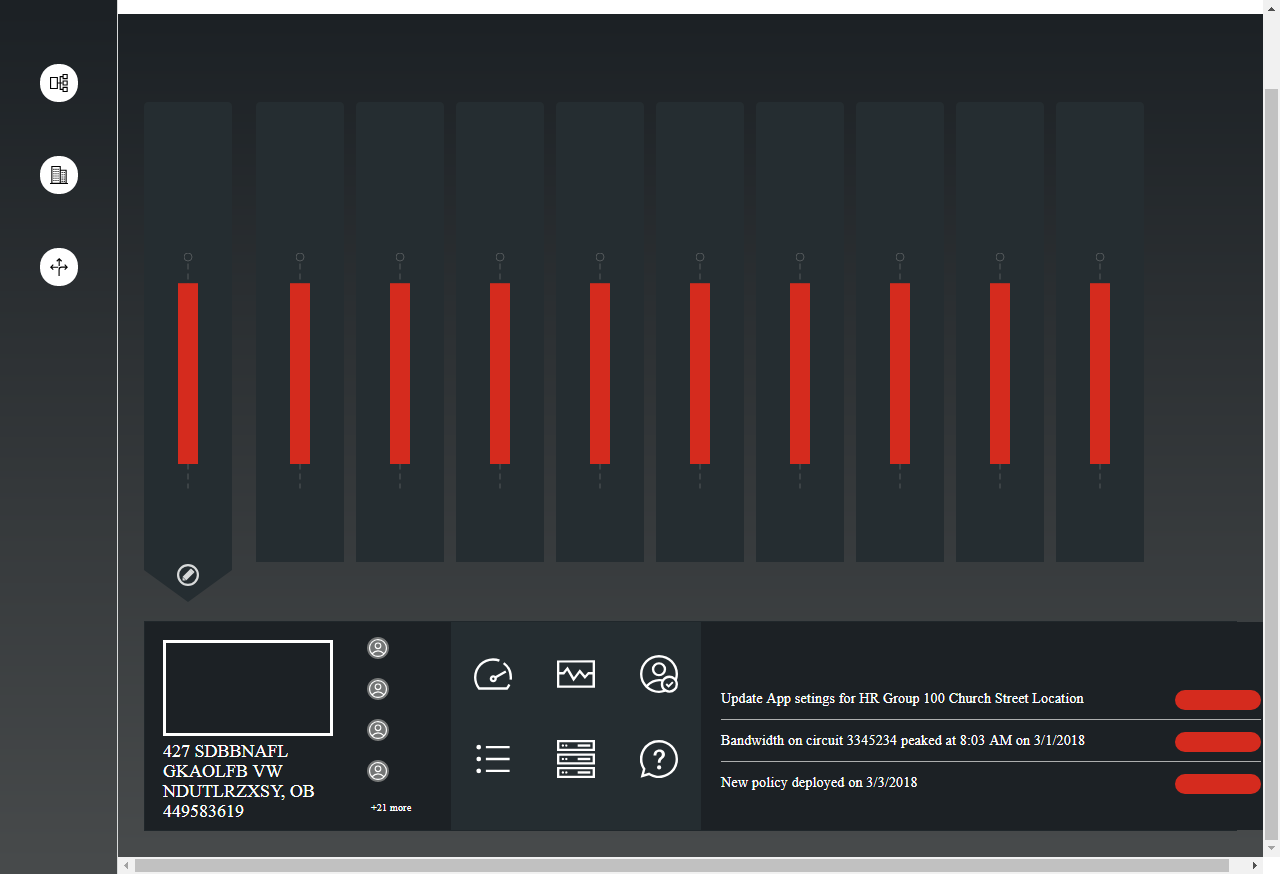 427 SDBBNAFL
GKAOLFB VW
NDUTLRZXSY, OB
449583619
+21 more
Update App setings for HR Group 100 Church Street Location
Bandwidth on circuit 3345234 peaked at 8:03 AM on 3/1/2018
New policy deployed on 3/3/2018